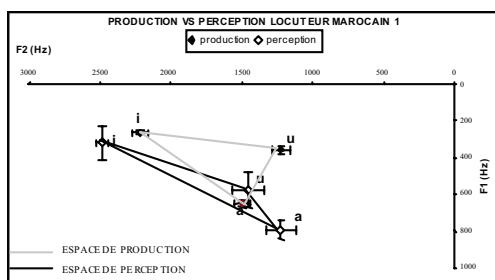 PRODUCTION VS PERCEPTION LOCUTEUR MAROCAIN 1
F2 (Hz)
production perception
3000 2500 2000 1500 1000 500 0
0
200
400
600
800
1000
F1 (Hz)
i
i
u
u
a
a
ESPACE DE PRODUCTION
ESPACE DE PERCEPTION